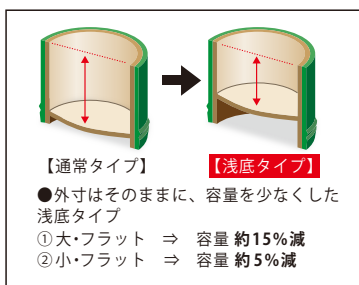 【通常タイプ】
【浅底タイプ】
●外寸はそのままに、容量を少なくした
浅底タイプ
①大・フラット ⇒ 容量 約15%減
②小・フラット ⇒ 容量 約5%減